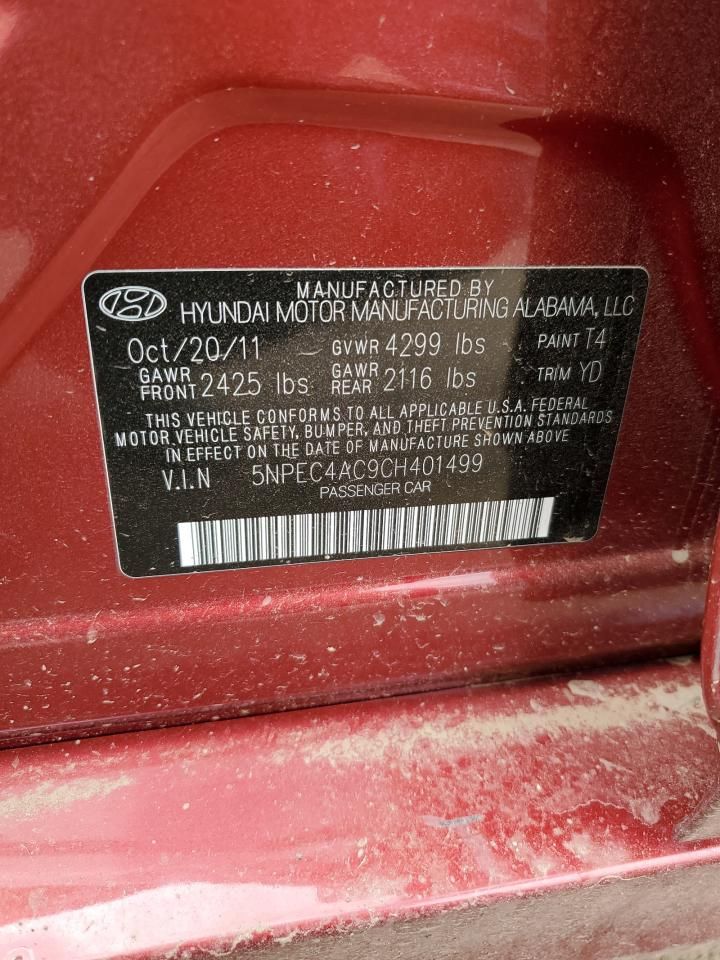 MANUFACTURED BY
HYUNDAI MOTOR MANUFACTURING ALABAMA, LLC
Oct/20/11 GVWR 4299 lbs PAINT T4
GAWR FRONT 2425 lbs GAWR REAR 2116 lbs TRIM YD
THIS VEHICLE CONFORMS TO ALL APPLICABLE U.S.A. FEDERAL
MOTOR VEHICLE SAFETY, BUMPER, AND THEFT PREVENTION STANDARDS
IN EFFECT ON THE DATE OF MANUFACTURE SHOWN ABOVE
V.I.N 5NPEC4AC9CH401499
PASSENGER CAR